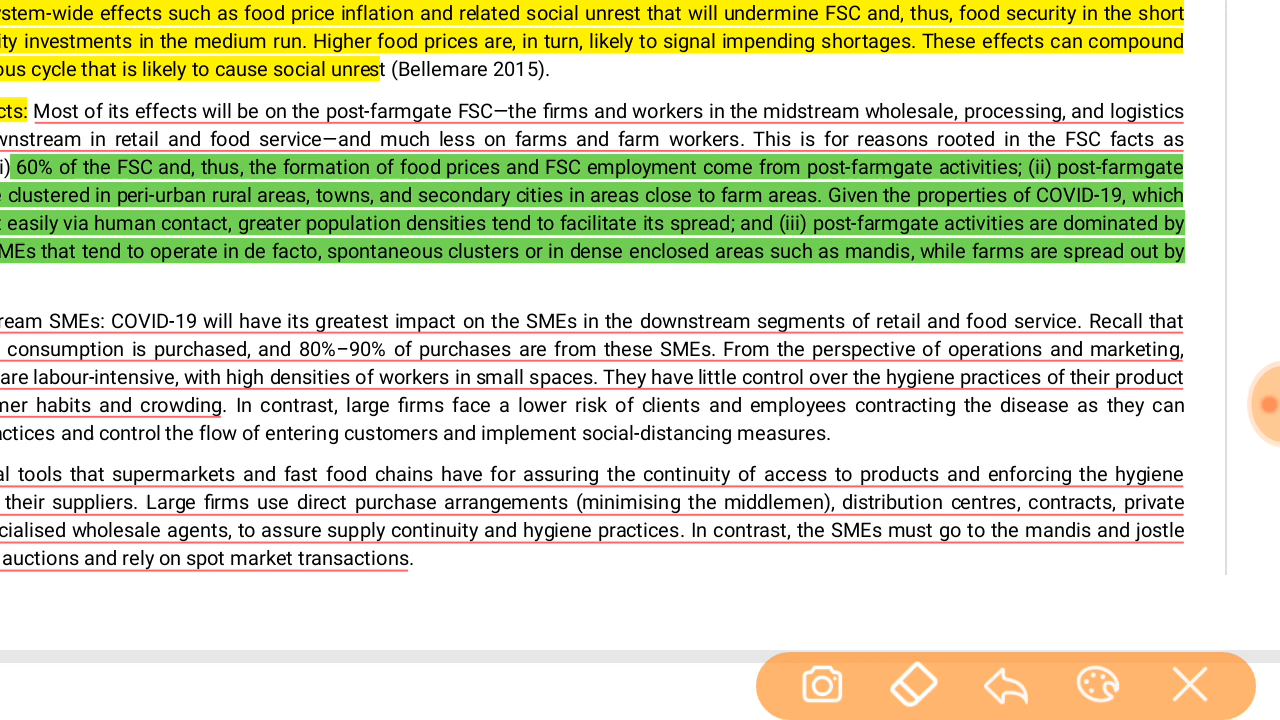 ystem-wide effects such as food price inflation and related social unrest that will undermine FSC and, thus, food security in the short
ity investments in the medium run. Higher food prices are, in turn, likely to signal impending shortages. These effects can compound
ous cycle that is likely to cause social unrest (Bellemare 2015).
cts: Most of its effects will be on the post-farmgate FSC—the firms and workers in the midstream wholesale, processing, and logistics
wnstream in retail and food service—and much less on farms and farm workers. This is for reasons rooted in the FSC facts as
i) 60% of the FSC and, thus, the formation of food prices and FSC employment come from post-farmgate activities; (ii) post-farmgate
clustered in peri-urban rural areas, towns, and secondary cities in areas close to farm areas. Given the properties of COVID-19, which
easily via human contact, greater population densities tend to facilitate its spread; and (iii) post-farmgate activities are dominated by
MEs that tend to operate in de facto, spontaneous clusters or in dense enclosed areas such as mandis, while farms are spread out by
ream SMEs: COVID-19 will have its greatest impact on the SMEs in the downstream segments of retail and food service. Recall that
consumption is purchased, and 80%–90% of purchases are from these SMEs. From the perspective of operations and marketing,
are labour-intensive, with high densities of workers in small spaces. They have little control over the hygiene practices of their product
mer habits and crowding. In contrast, large firms face a lower risk of clients and employees contracting the disease as they can
actices and control the flow of entering customers and implement social-distancing measures.
al tools that supermarkets and fast food chains have for assuring the continuity of access to products and enforcing the hygiene
their suppliers. Large firms use direct purchase arrangements (minimising the middlemen), distribution centres, contracts, private
cialised wholesale agents, to assure supply continuity and hygiene practices. In contrast, the SMEs must go to the mandis and jostle
auctions and rely on spot market transactions.